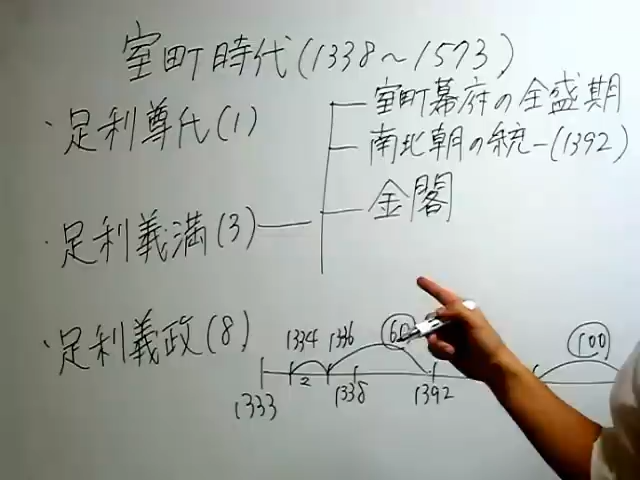 室町時代(1338～1573)
・足利尊代(1)
室町幕府の全盛期
南北朝の統一(1392)
金閣
・足利義満(3)
・足利義政(8)
1334 1336 60 100
2
1333 1338 1392